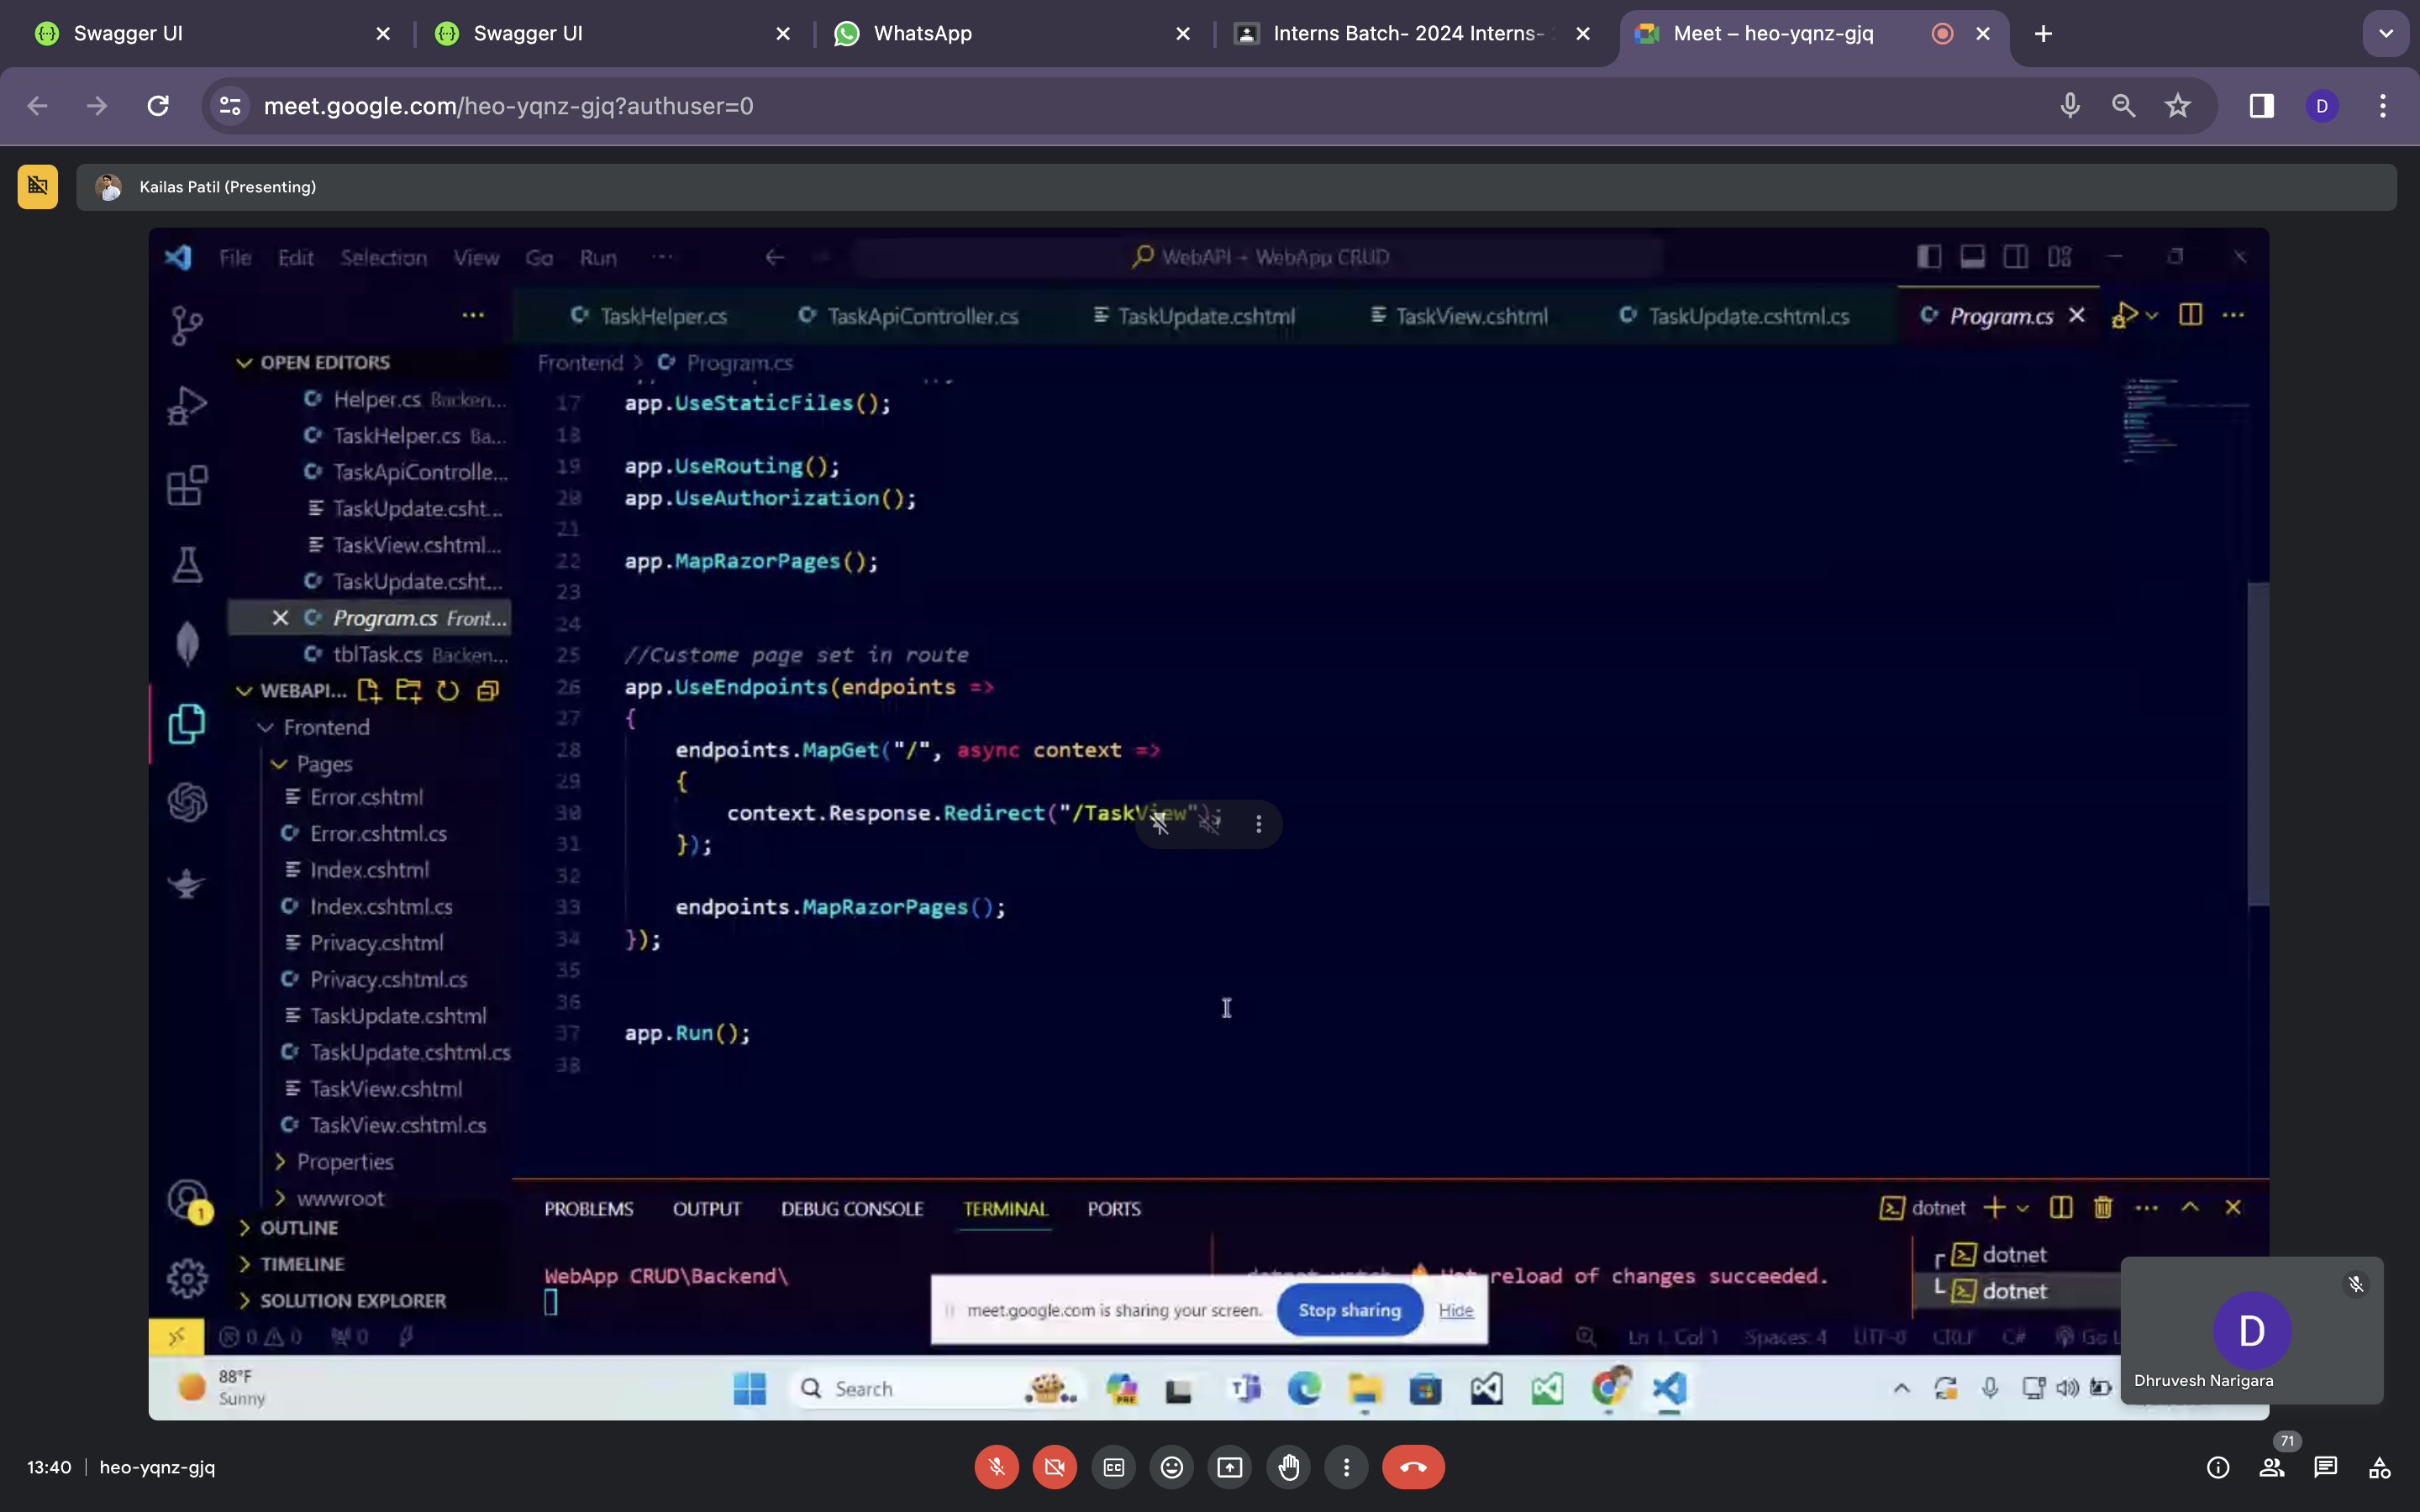 Swagger UI
Swagger UI
WhatsApp
Interns Batch- 2024 Interns-
Meet – heo-yqnz-gjq
meet.google.com/heo-yqnz-gjq?authuser=0
D
Kailas Patil (Presenting)
File Edit Selection View Go Run ...
WebAPI - WebApp CRUD
TaskHelper.cs
TaskApiController.cs
TaskUpdate.cshtml
TaskView.cshtml
TaskUpdate.cshtml.cs
Program.cs
OPEN EDITORS
Helper.cs Backen...
TaskHelper.cs Ba...
TaskApiControlle...
TaskUpdate.csht...
TaskView.cshtml...
TaskUpdate.csht...
Program.cs Front...
tblTask.cs Backen...
WEBAPI...
Frontend
Pages
Error.cshtml
Error.cshtml.cs
Index.cshtml
Index.cshtml.cs
Privacy.cshtml
Privacy.cshtml.cs
TaskUpdate.cshtml
TaskUpdate.cshtml.cs
TaskView.cshtml
TaskView.cshtml.cs
Properties
wwwroot
OUTLINE
TIMELINE
SOLUTION EXPLORER
1
Frontend > Program.cs
17 app.UseStaticFiles();
18
19 app.UseRouting();
20 app.UseAuthorization();
21
22 app.MapRazorPages();
23
24
25 //Custome page set in route
26 app.UseEndpoints(endpoints =>
27 {
28 endpoints.MapGet("/", async context =>
29 {
30 context.Response.Redirect("/TaskView");
31 });
32
33 endpoints.MapRazorPages();
34 });
35
36
37 app.Run();
38
PROBLEMS OUTPUT DEBUG CONSOLE TERMINAL PORTS
dotnet
WebApp CRUD\Backend\
reload of changes succeeded.
dotnet
dotnet
meet.google.com is sharing your screen.
Stop sharing
Hide
0 0 0
Ln 1, Col 1 Spaces: 4 UTF-8 CRLF C# Go L
88°F
Sunny
Search
D
Dhruvesh Narigara
13:40 | heo-yqnz-gjq
71